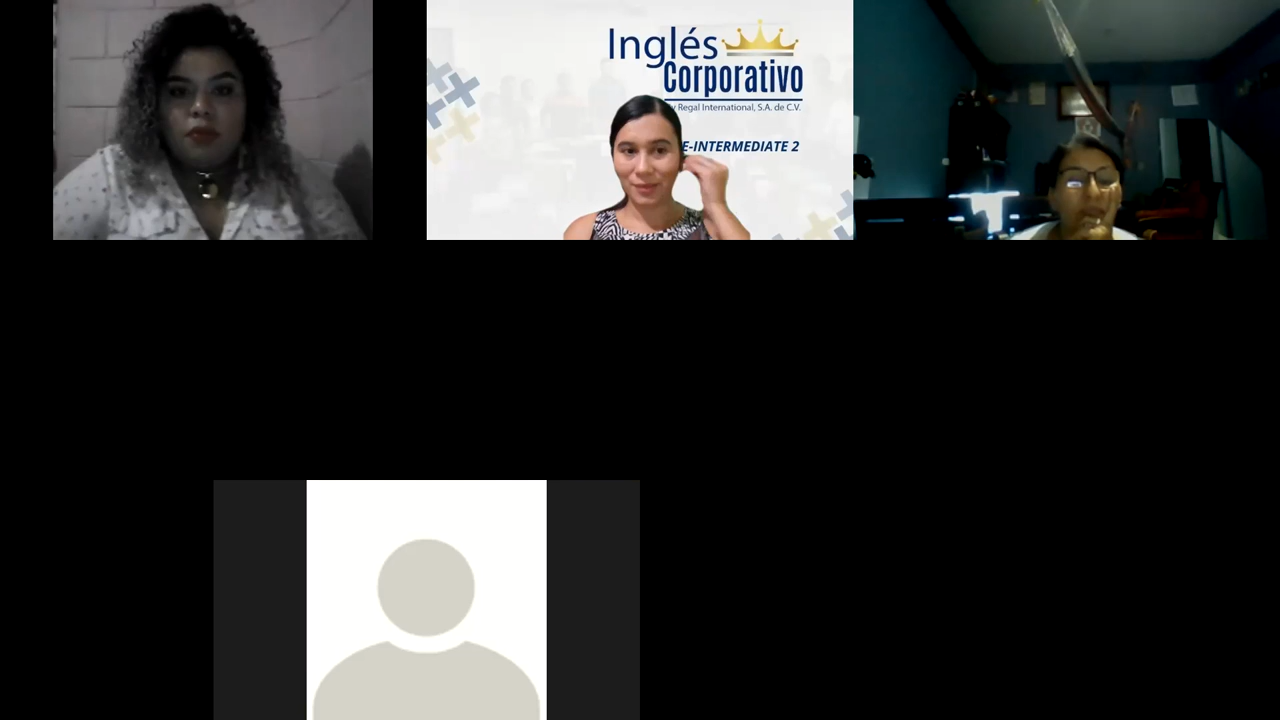 Inglés
Corporativo
y Regal International, S.A. de C.V.
E-INTERMEDIATE 2